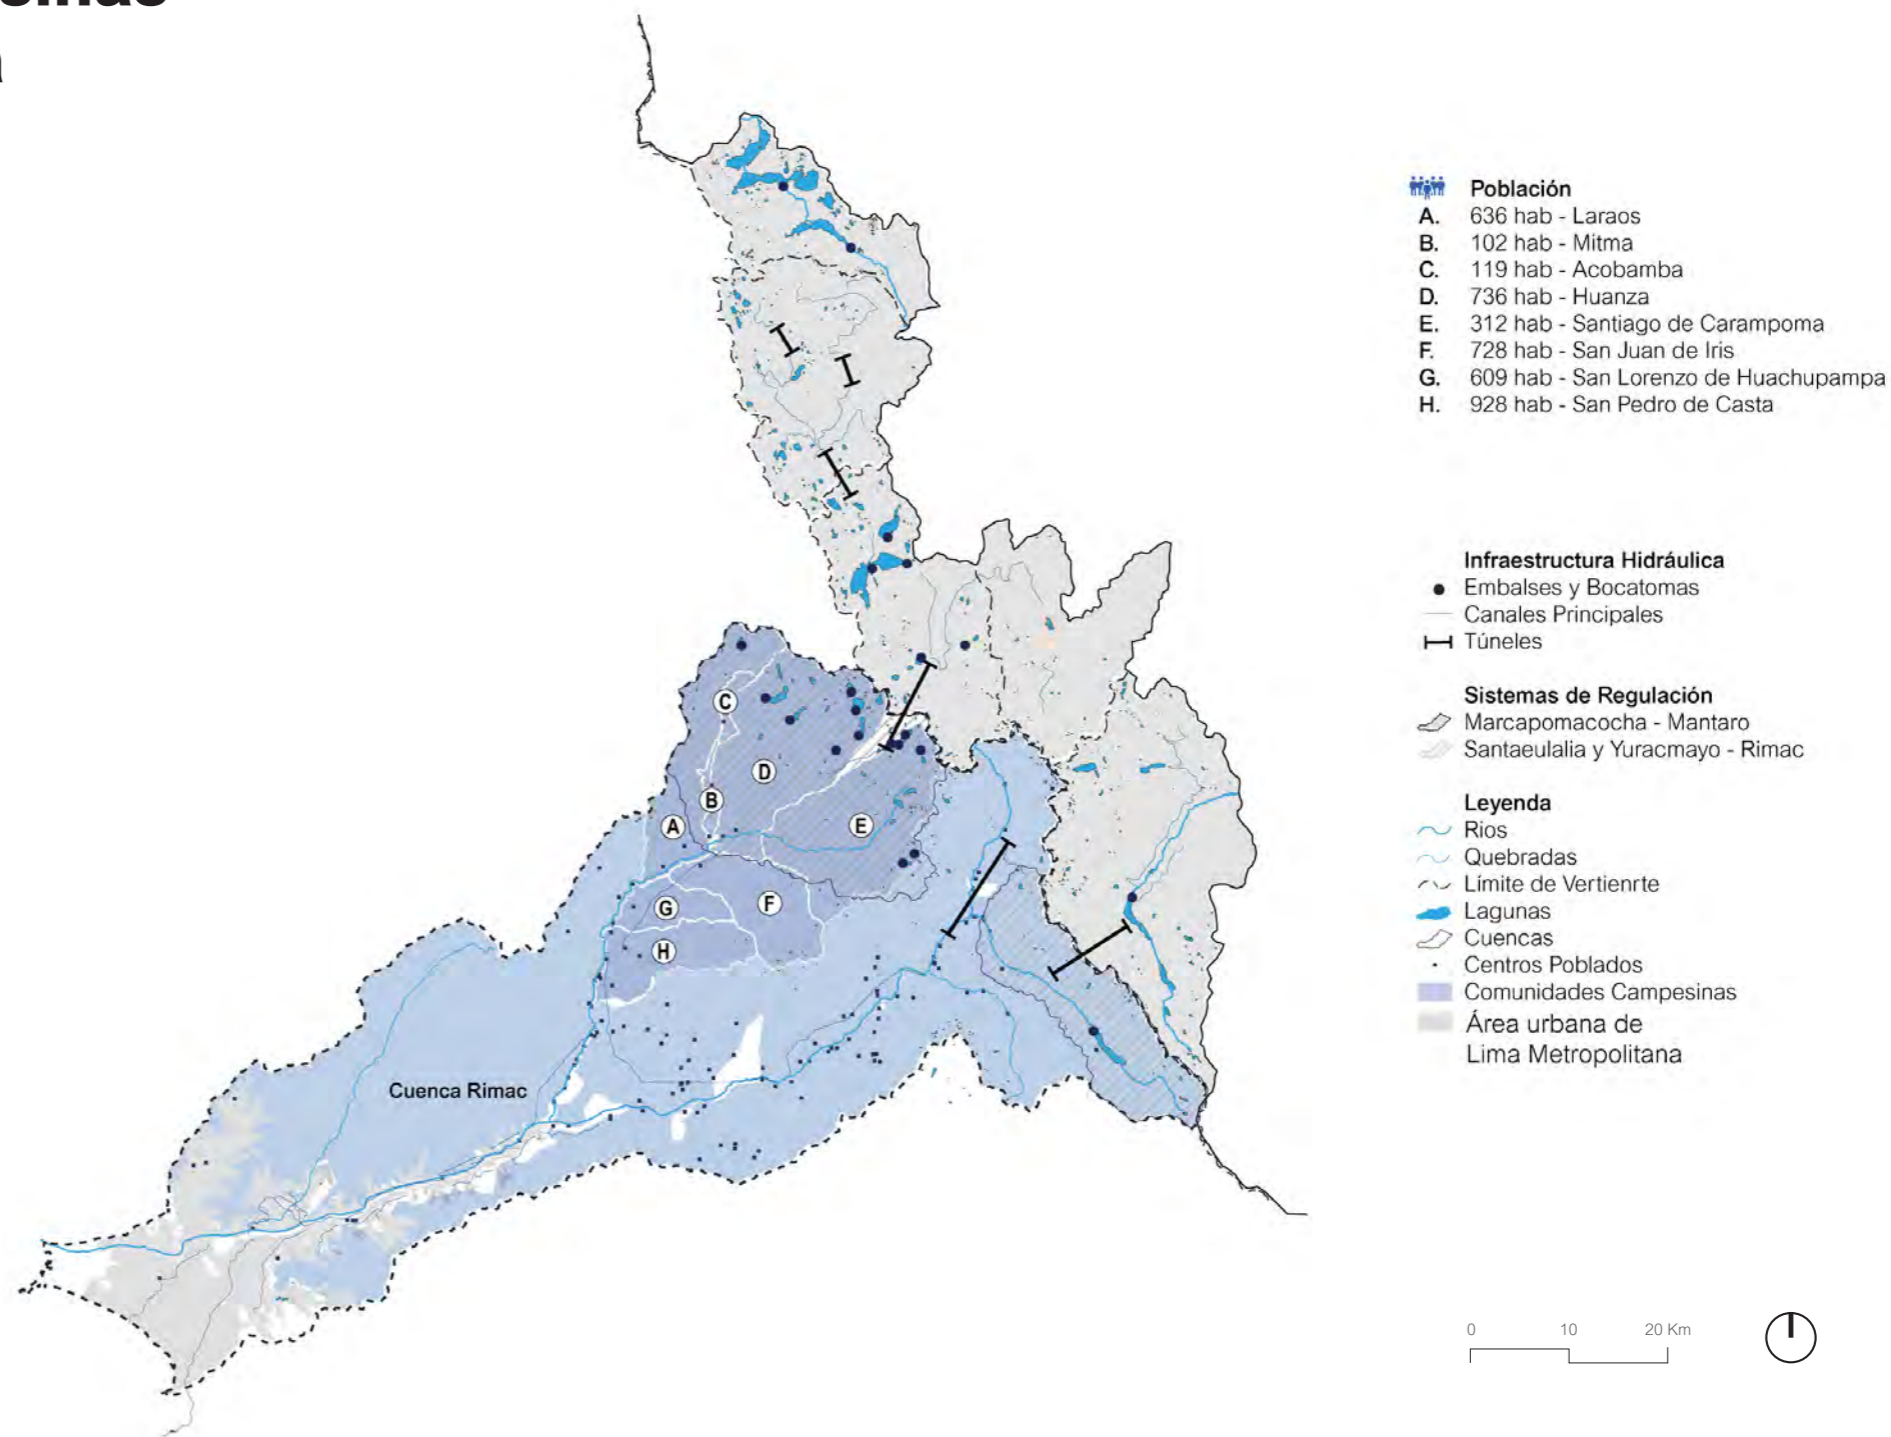 Población
A. 636 hab - Laraos
B. 102 hab - Mitma
C. 119 hab - Acobamba
D. 736 hab - Huanza
E. 312 hab - Santiago de Carampoma
F. 728 hab - San Juan de Iris
G. 609 hab - San Lorenzo de Huachupampa
H. 928 hab - San Pedro de Casta
Infraestructura Hidráulica
Embalses y Bocatomas
Canales Principales
Túneles
Sistemas de Regulación
Marcapomacocha - Mantaro
Santaeulalia y Yuracmayo - Rimac
Leyenda
Rios
Quebradas
Límite de Vertienrte
Lagunas
Cuencas
Centros Poblados
Comunidades Campesinas
Área urbana de
Lima Metropolitana
C
D
B
A
E
F
G
H
Cuenca Rimac
0 10 20 Km